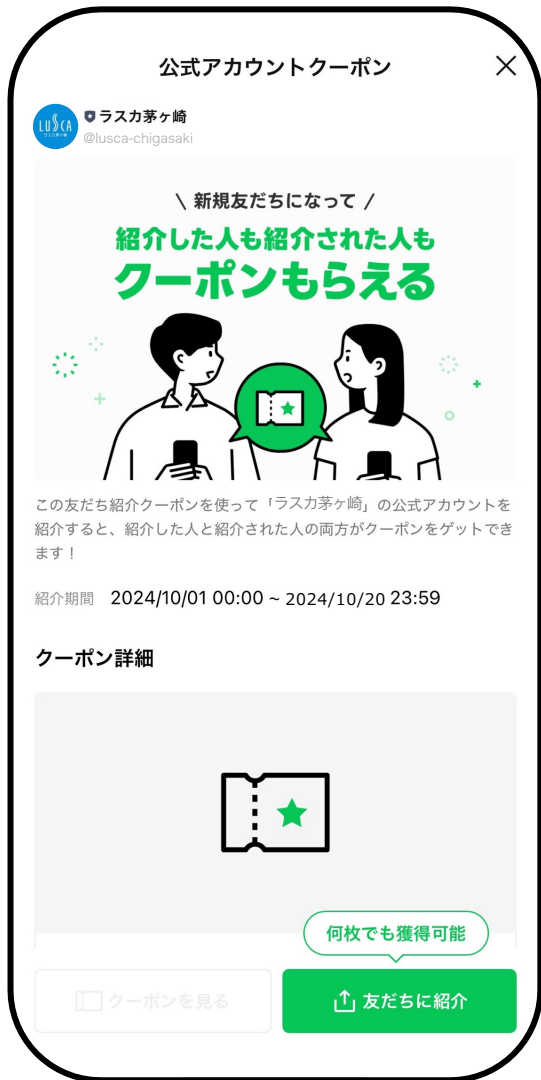 公式アカウントクーポン
LUSCA
ラスカ茅ヶ崎
ラスカ茅ヶ崎
@lusca-chigasaki
\ 新規友だちになって /
紹介した人も紹介された人も
クーポンもらえる
この友だち紹介クーポンを使って「ラスカ茅ヶ崎」の公式アカウントを
紹介すると、紹介した人と紹介された人の両方がクーポンをゲットでき
ます！
紹介期間 2024/10/01 00:00 ~ 2024/10/20 23:59
クーポン詳細
何枚でも獲得可能
クーポンを見る
友だちに紹介